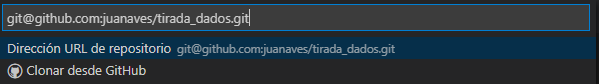 git@github.com:juanaves/tirada_dados.git
Dirección URL de repositorio git@github.com:juanaves/tirada_dados.git
Clonar desde GitHub